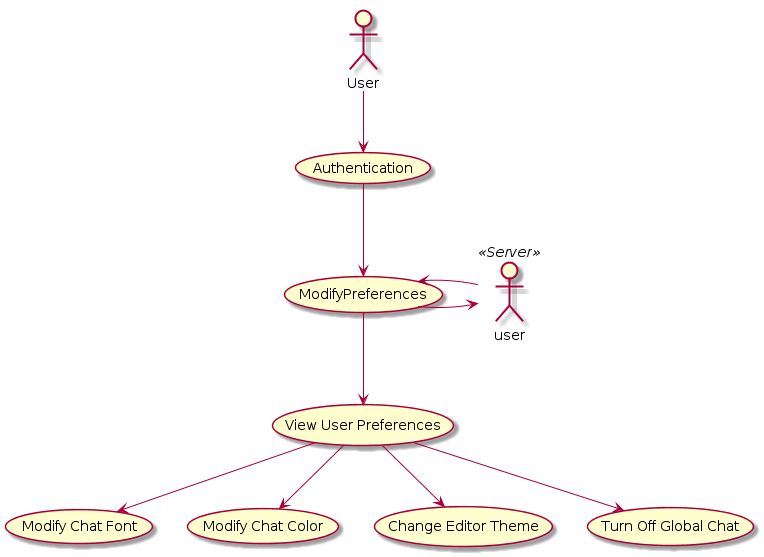 User
Authentication
«Server»
ModifyPreferences
user
View User Preferences
Modify Chat Font
Modify Chat Color
Change Editor Theme
Turn Off Global Chat